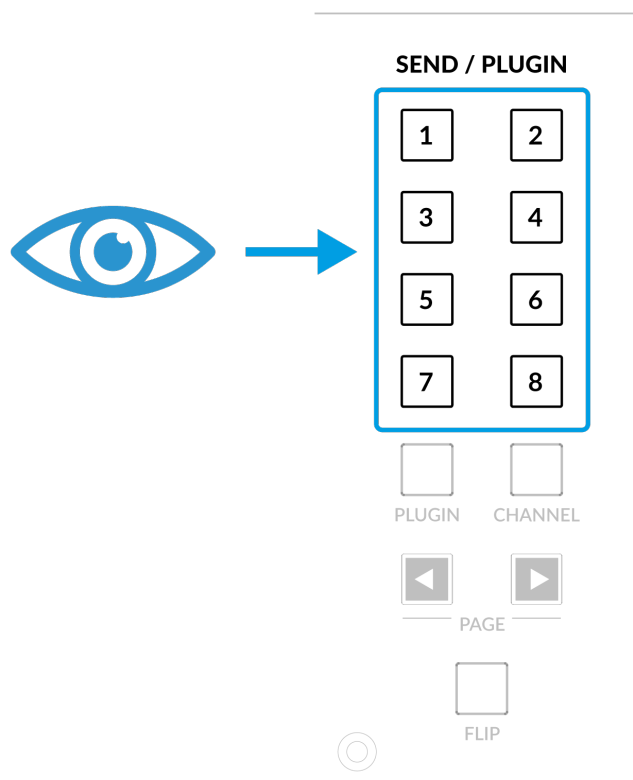 SEND / PLUGIN
1 2
3 4
5 6
7 8
PLUGIN CHANNEL
PAGE
FLIP